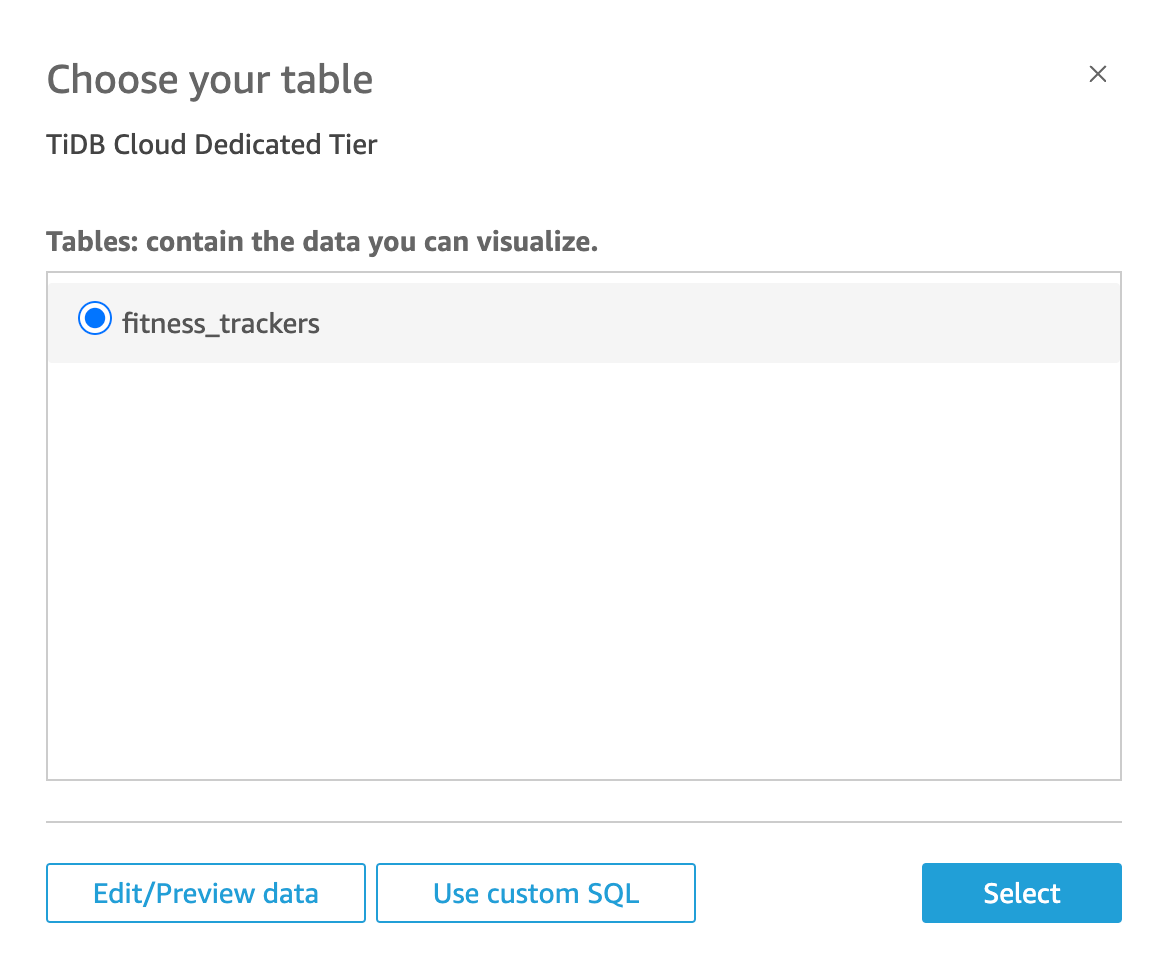 Choose your table
TiDB Cloud Dedicated Tier
Tables: contain the data you can visualize.
fitness_trackers
Edit/Preview data
Use custom SQL
Select